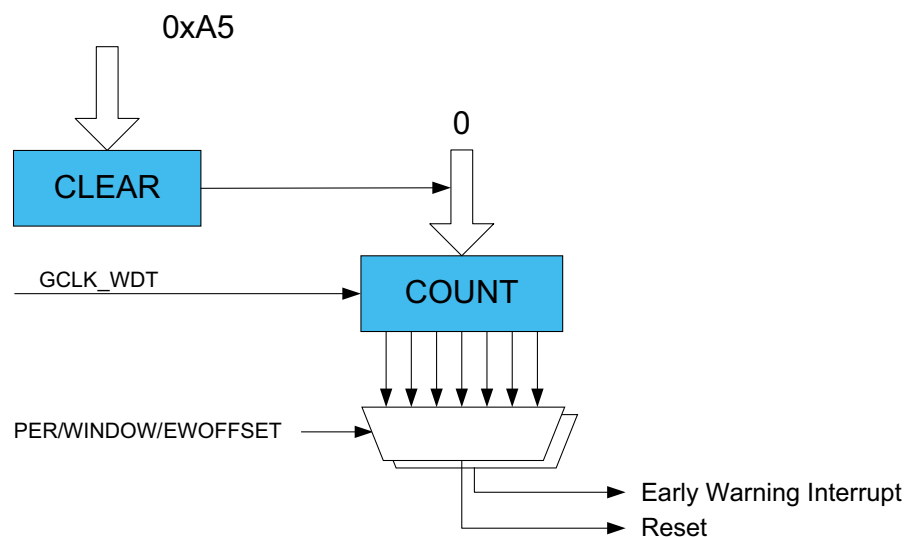 0xA5
0
CLEAR
GCLK_WDT
COUNT
PER/WINDOW/EWOFFSET
Early Warning Interrupt
Reset